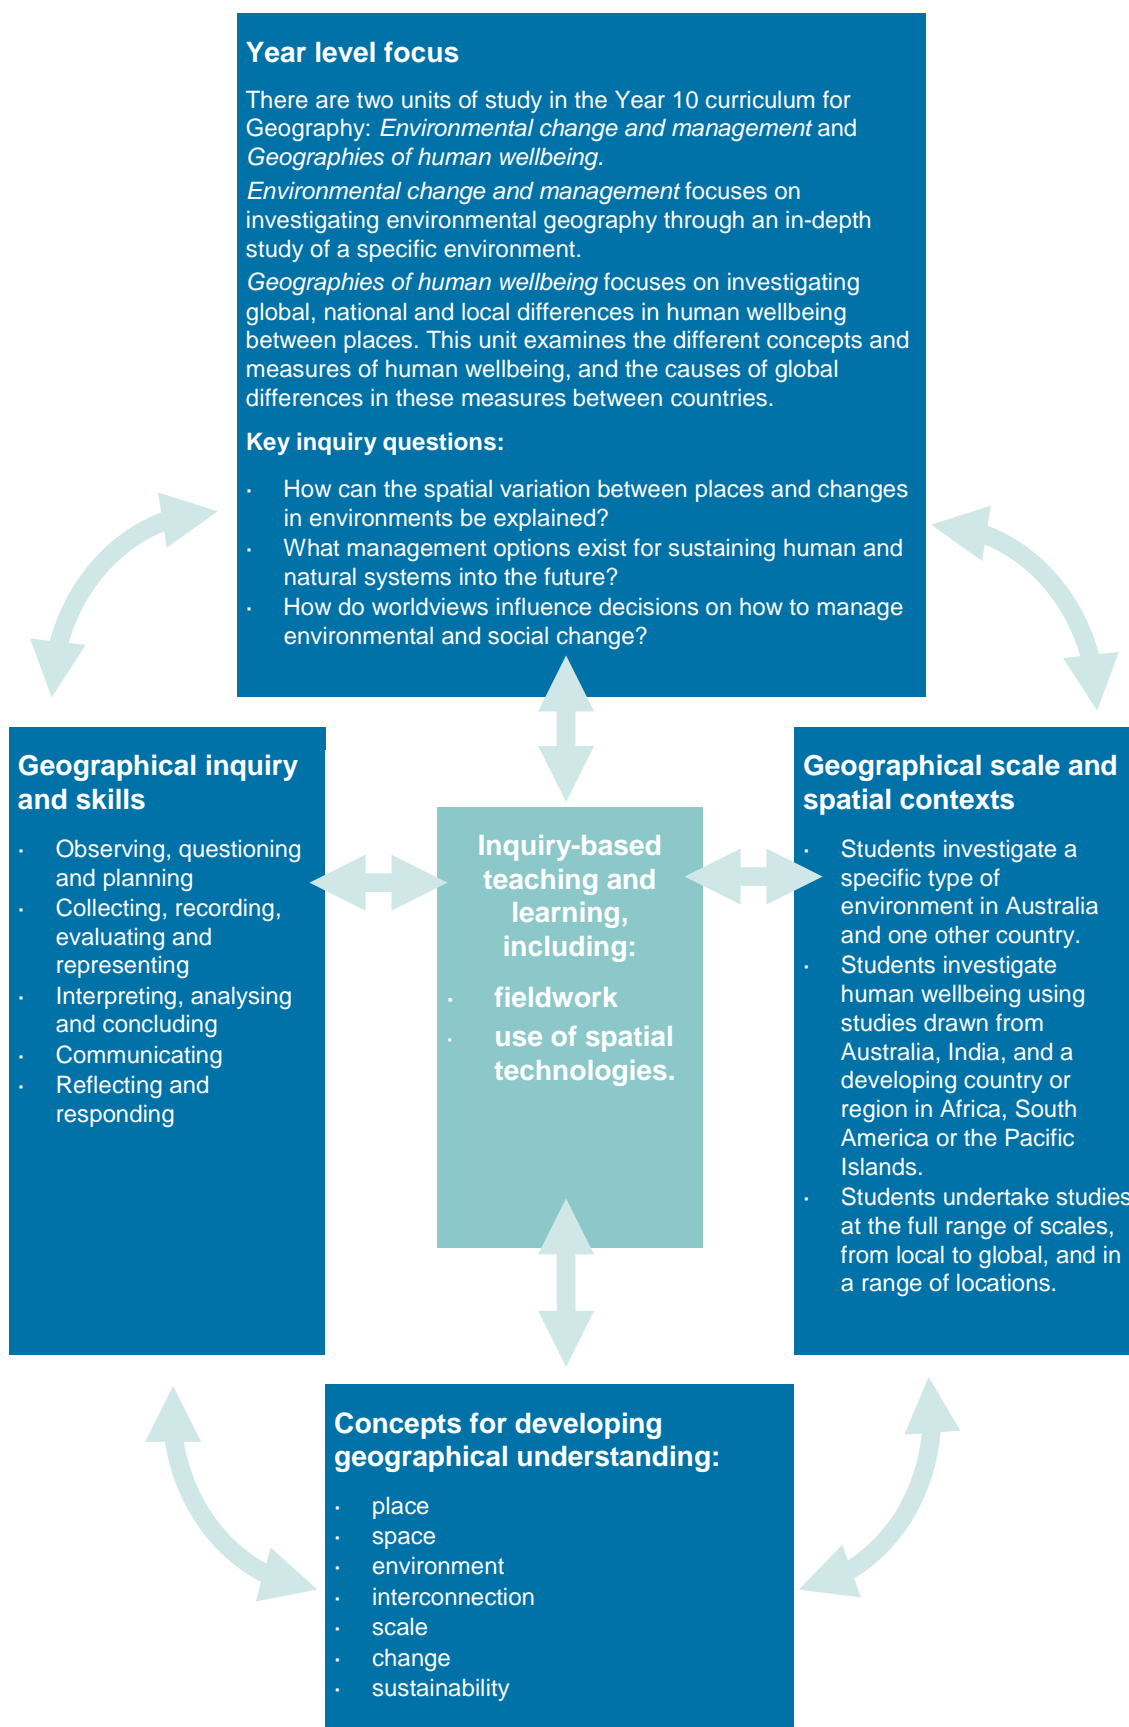 Year level focus
There are two units of study in the Year 10 curriculum for
Geography: Environmental change and management and
Geographies of human wellbeing.
Environmental change and management focuses on
investigating environmental geography through an in-depth
study of a specific environment.
Geographies of human wellbeing focuses on investigating
global, national and local differences in human wellbeing
between places. This unit examines the different concepts and
measures of human wellbeing, and the causes of global
differences in these measures between countries.
Key inquiry questions:
· How can the spatial variation between places and changes
in environments be explained?
· What management options exist for sustaining human and
natural systems into the future?
· How do worldviews influence decisions on how to manage
environmental and social change?
Geographical inquiry
and skills
· Observing, questioning
and planning
· Collecting, recording,
evaluating and
representing
· Interpreting, analysing
and concluding
· Communicating
· Reflecting and
responding
Inquiry-based
teaching and
learning,
including:
· fieldwork
· use of spatial
technologies.
Geographical scale and
spatial contexts
· Students investigate a
specific type of
environment in Australia
and one other country.
· Students investigate
human wellbeing using
studies drawn from
Australia, India, and a
developing country or
region in Africa, South
America or the Pacific
Islands.
· Students undertake studies
at the full range of scales,
from local to global, and in
a range of locations.
Concepts for developing
geographical understanding:
· place
· space
· environment
· interconnection
· scale
· change
· sustainability